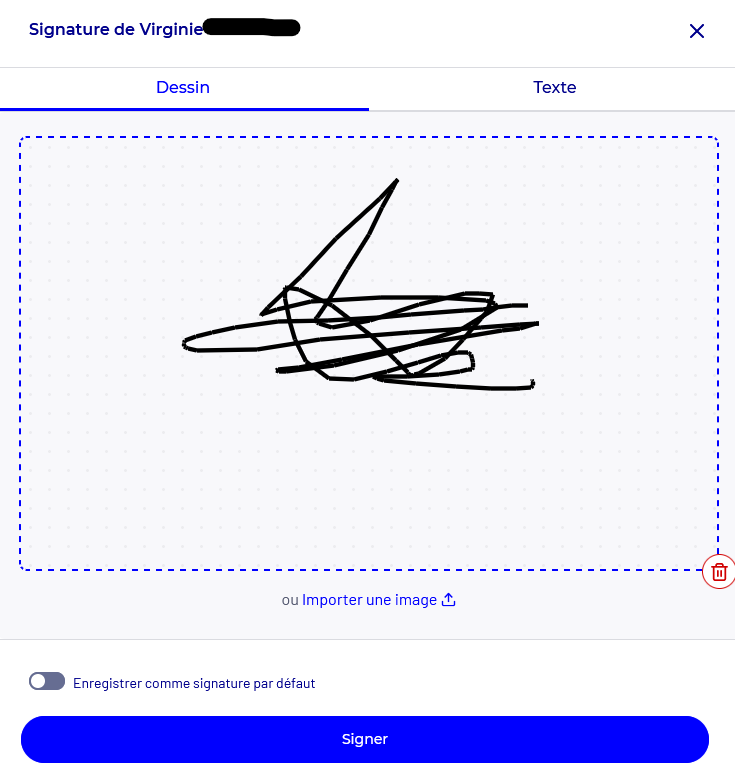 Signature de Virginie
Dessin
Texte
ou Importer une image
Enregistrer comme signature par défaut
Signer